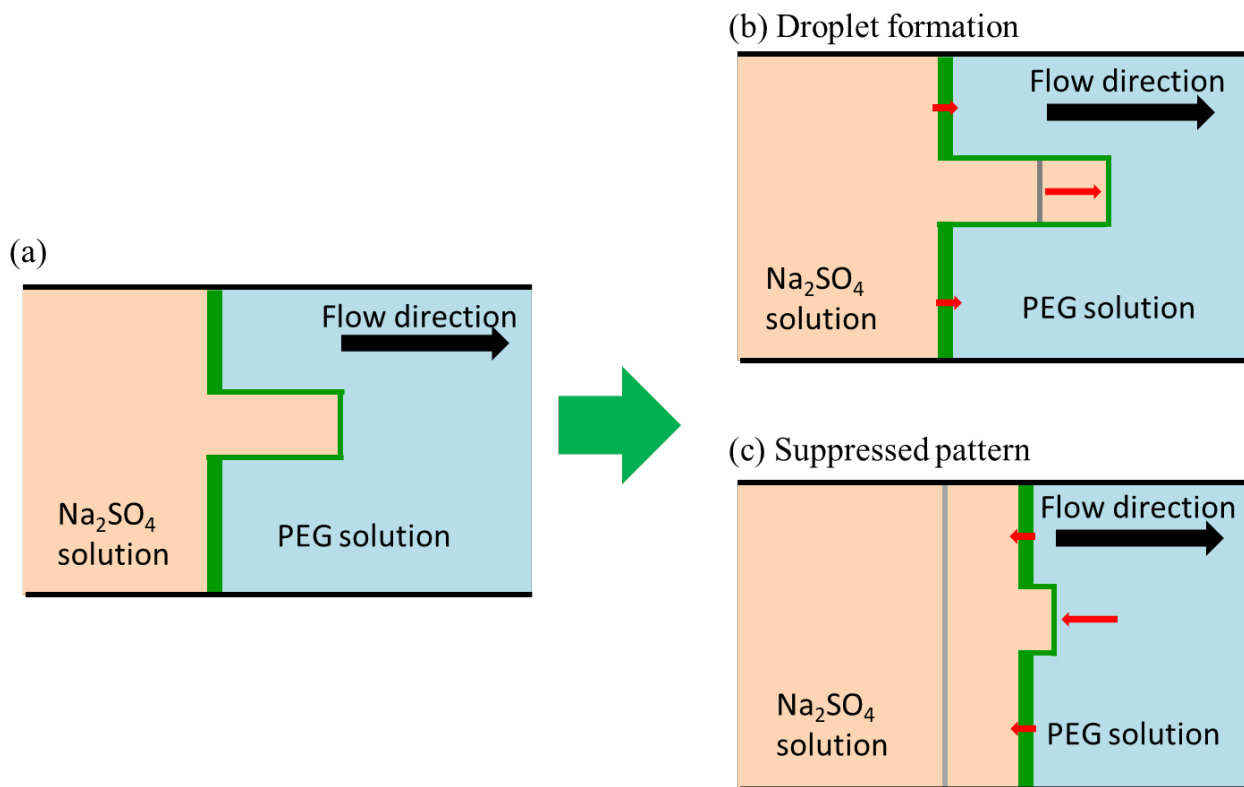 (a)
Flow direction
Na₂SO₄
solution
PEG solution
(b) Droplet formation
Flow direction
Na₂SO₄
solution
PEG solution
(c) Suppressed pattern
Flow direction
Na₂SO₄
solution
PEG solution